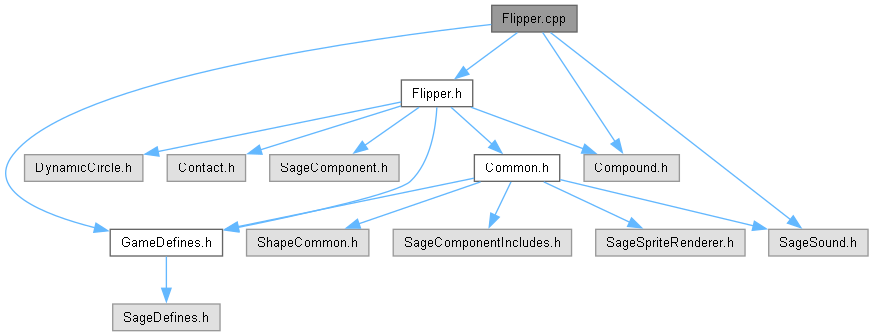 Flipper.cpp
Flipper.h
DynamicCircle.h
Contact.h
SageComponent.h
Common.h
Compound.h
GameDefines.h
ShapeCommon.h
SageComponentIncludes.h
SageSpriteRenderer.h
SageSound.h
SageDefines.h